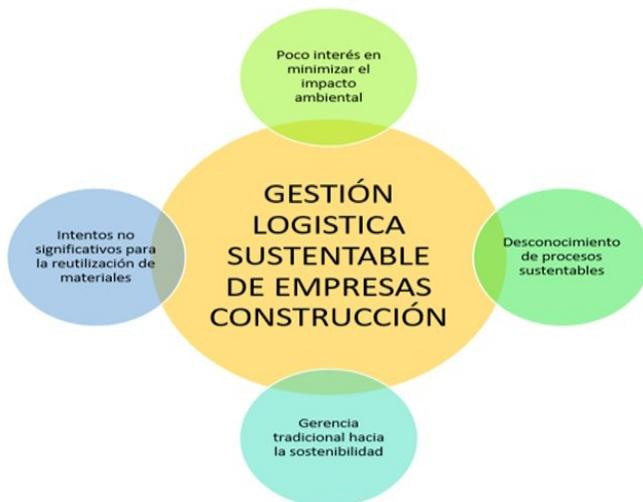 Poco interés en
minimizar el
impacto
ambiental
GESTIÓN
LOGISTICA
SUSTENTABLE
DE EMPRESAS
CONSTRUCCIÓN
Intentos no
significativos para
la reutilización de
materiales
Desconocimiento
de procesos
sustentables
Gerencia
tradicional hacia
la sostenibilidad